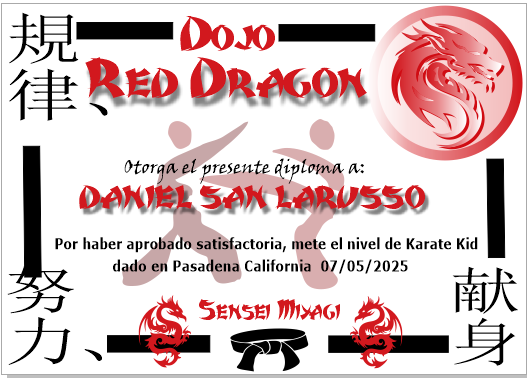 規律、
Dojo
Red Dragon
Otorga el presente diploma a:
DANIEL SAN LARUSSO
Por haber aprobado satisfactoria, mete el nivel de Karate Kid
dado en Pasadena California 07/05/2025
努力、
Sensei Miyagi
献身